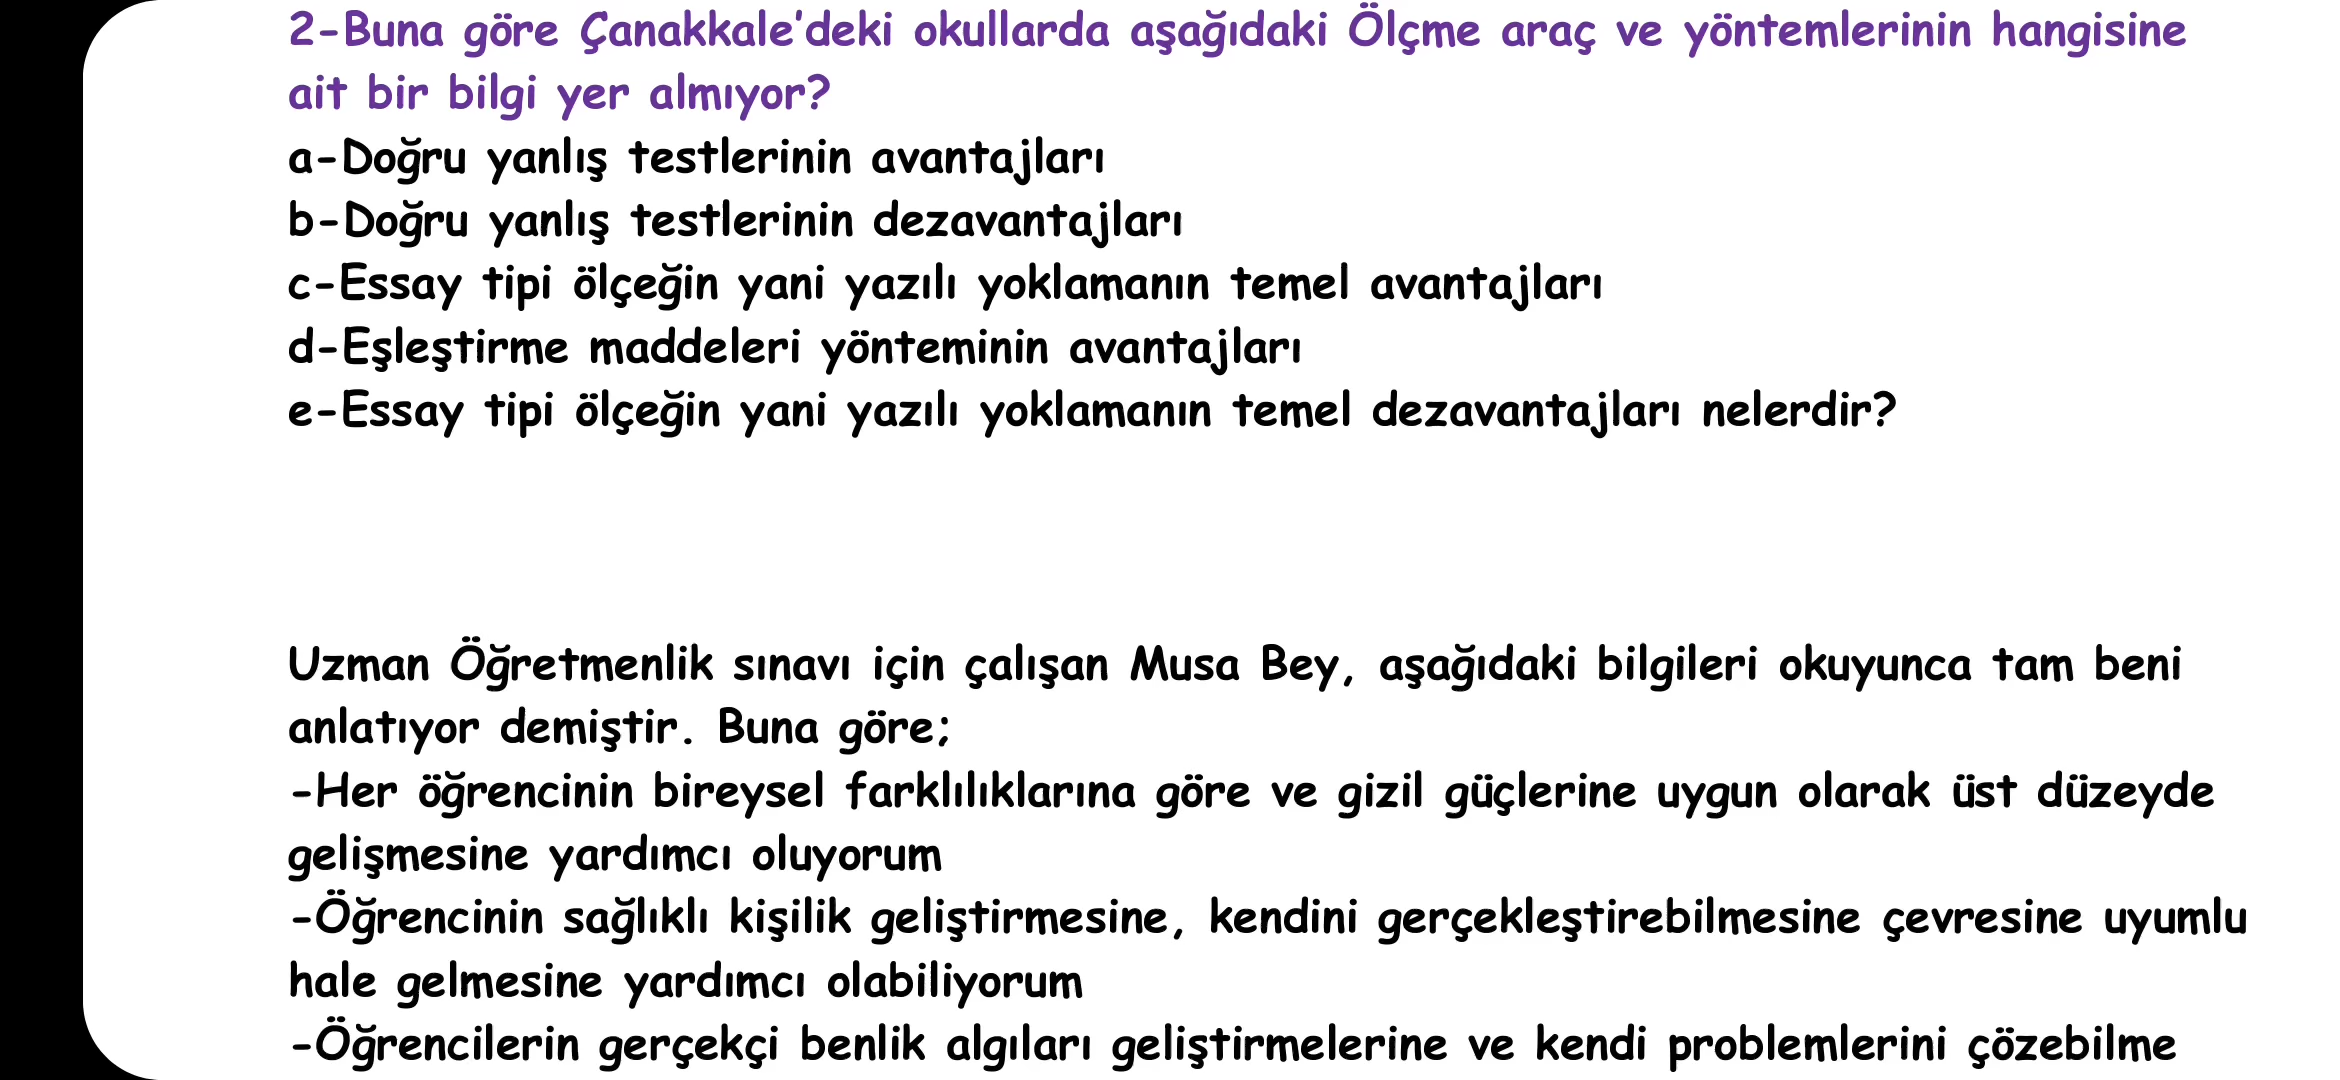 2-Buna göre Çanakkale'deki okullarda aşağıdaki Ölçme araç ve yöntemlerinin hangisine
ait bir bilgi yer almıyor?
a-Doğru yanlış testlerinin avantajları
b-Doğru yanlış testlerinin dezavantajları
c-Essay tipi ölçeğin yani yazılı yoklamanın temel avantajları
d-Eşleştirme maddeleri yönteminin avantajları
e-Essay tipi ölçeğin yani yazılı yoklamanın temel dezavantajları nelerdir?
Uzman Öğretmenlik sınavı için çalışan Musa Bey, aşağıdaki bilgileri okuyunca tam beni
anlatıyor demiştir. Buna göre;
-Her öğrencinin bireysel farklılıklarına göre ve gizil güçlerine uygun olarak üst düzeyde
gelişmesine yardımcı oluyorum
-Öğrencinin sağlıklı kişilik geliştirmesine, kendini gerçekleştirebilmesine çevresine uyumlu
hale gelmesine yardımcı olabiliyorum
-Öğrencilerin gerçekçi benlik algıları geliştirmelerine ve kendi problemlerini çözebilme